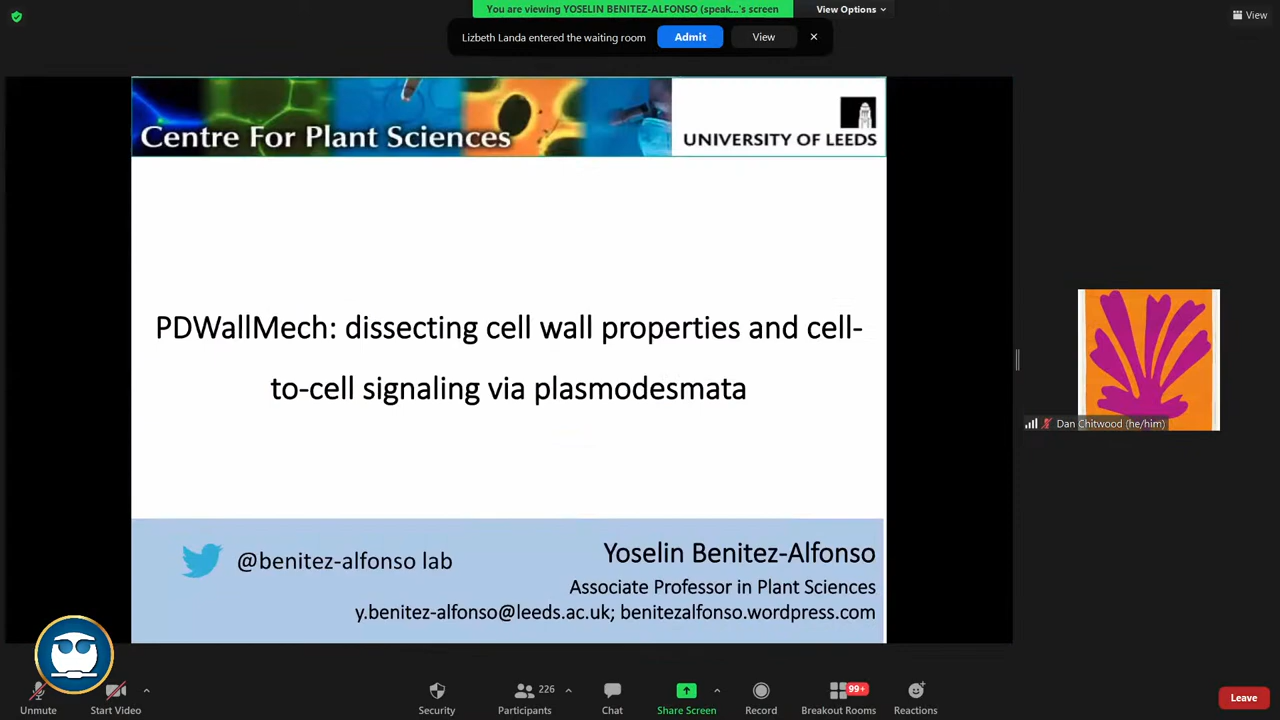 You are viewing YOSELIN BENITEZ-ALFONSO (speak...'s screen
View Options
View
Lizbeth Landa entered the waiting room
Admit
View
Centre For Plant Sciences
UNIVERSITY OF LEEDS
PDWallMech: dissecting cell wall properties and cell-
to-cell signaling via plasmodesmata
Dan Chitwood (he/him)
@benitez-alfonso lab
Yoselin Benitez-Alfonso
Associate Professor in Plant Sciences
y.benitez-alfonso@leeds.ac.uk; benitezalfonso.wordpress.com
Unmute
Start Video
Security
226
Participants
Chat
Share Screen
Record
99+
Breakout Rooms
Reactions
Leave